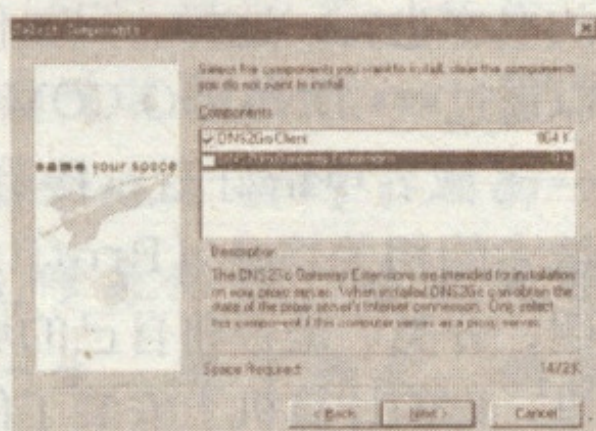 Select Components
Select the components you want to install, clear the components
you do not want to install.
Components
DNS2Go Client 864 K
DNS2Go Gateway Extensions 0 K
name your space
Description
The DNS2Go Gateway Extensions are intended for installation
on your proxy server. When installed DNS2Go can obtain the
state of the proxy server's Internet connection. Only select
this component if this computer serves as a proxy server.
Space Required: 1472 K
< Back
Next >
Cancel